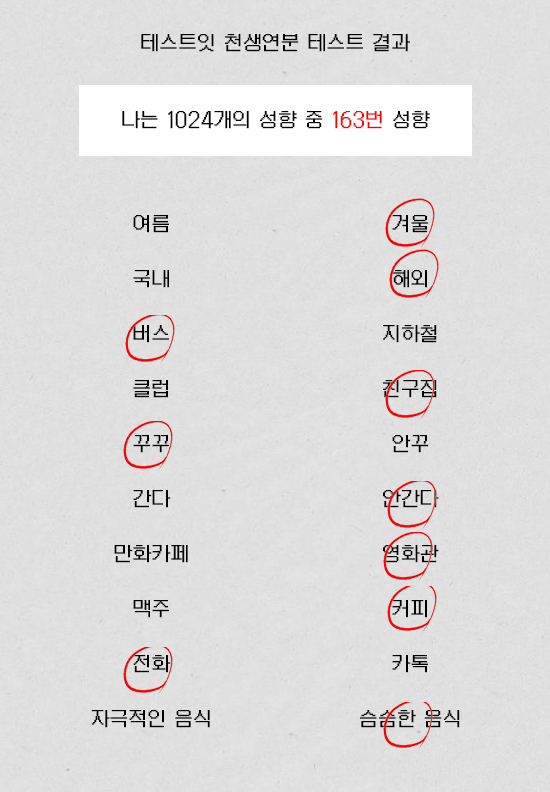 테스트잇 천생연분 테스트 결과
나는 1024개의 성향 중 163번 성향
여름 겨울
국내 해외
버스 지하철
클럽 친구집
꾸꾸 안꾸
간다 안간다
만화카페 영화관
맥주 커피
전화 카톡
자극적인 음식 슴슴한 음식